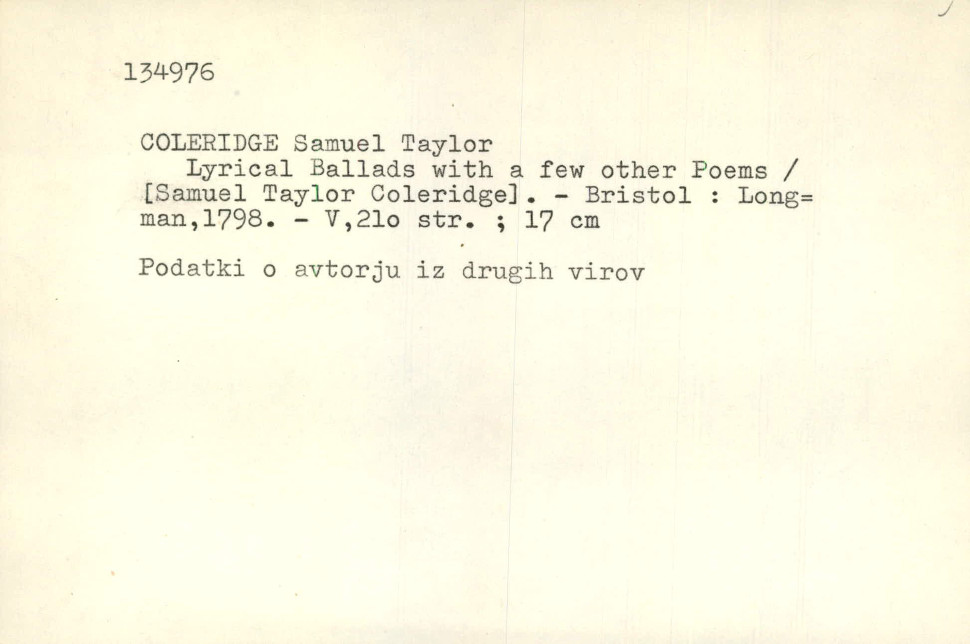 134976
COLERIDGE Samuel Taylor
Lyrical Ballads with a few other Poems /
[Samuel Taylor Coleridge]. - Bristol : Long=
man,1798. - V,21o str. ; 17 cm
Podatki o avtorju iz drugih virov